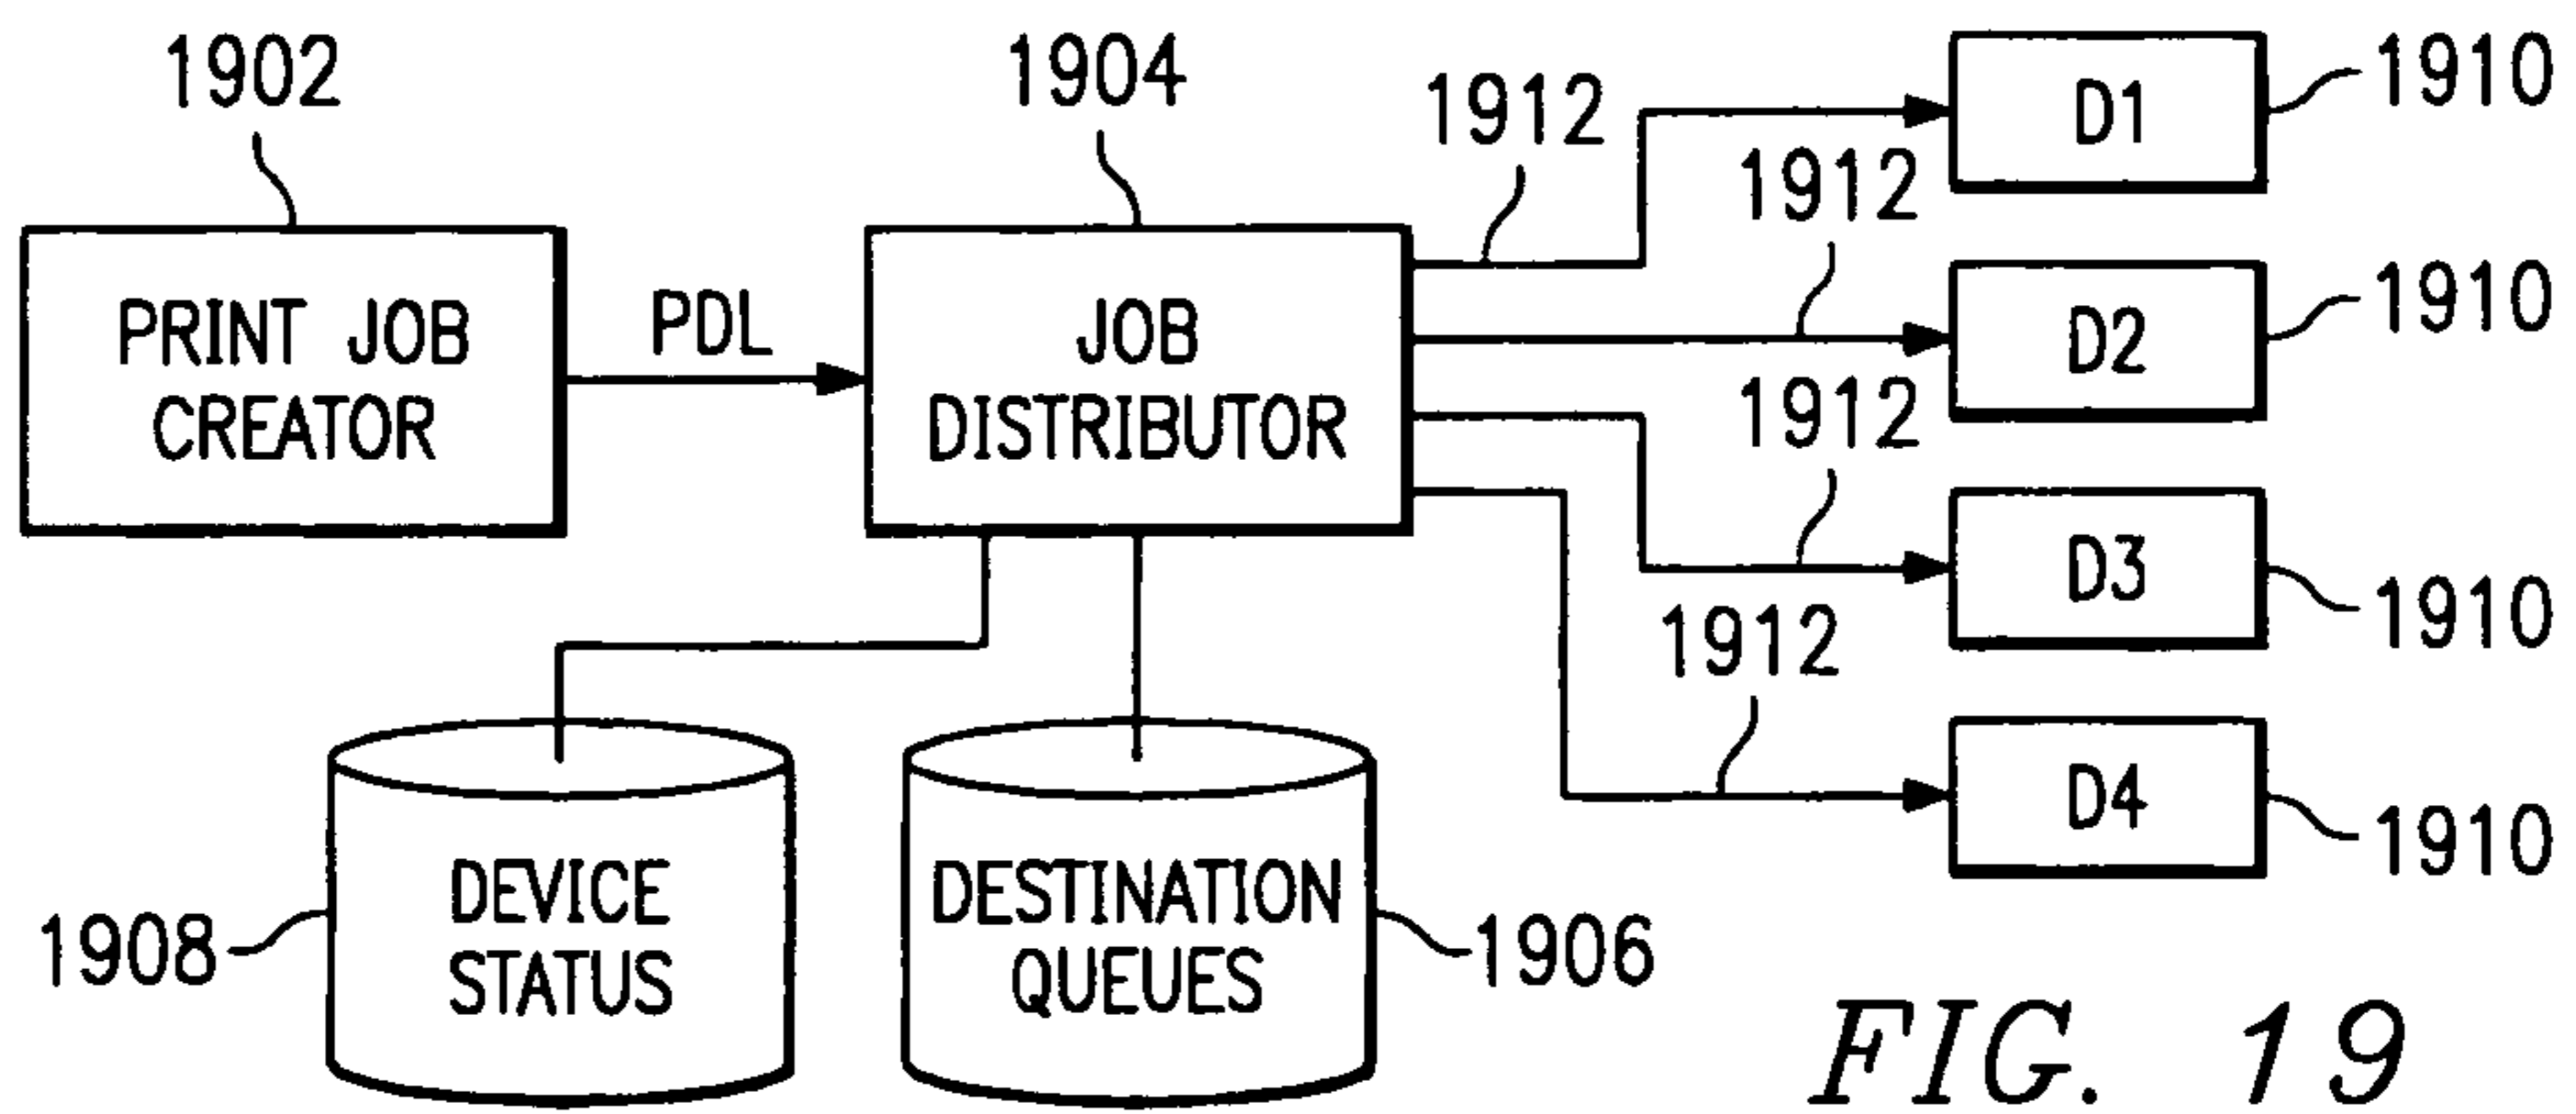 1902
1904
1912
D1
1910
1912
PRINT JOB
CREATOR
PDL
JOB
DISTRIBUTOR
D2
1910
1912
D3
1910
1912
D4
1910
1908
DEVICE
STATUS
DESTINATION
QUEUES
1906
FIG. 19